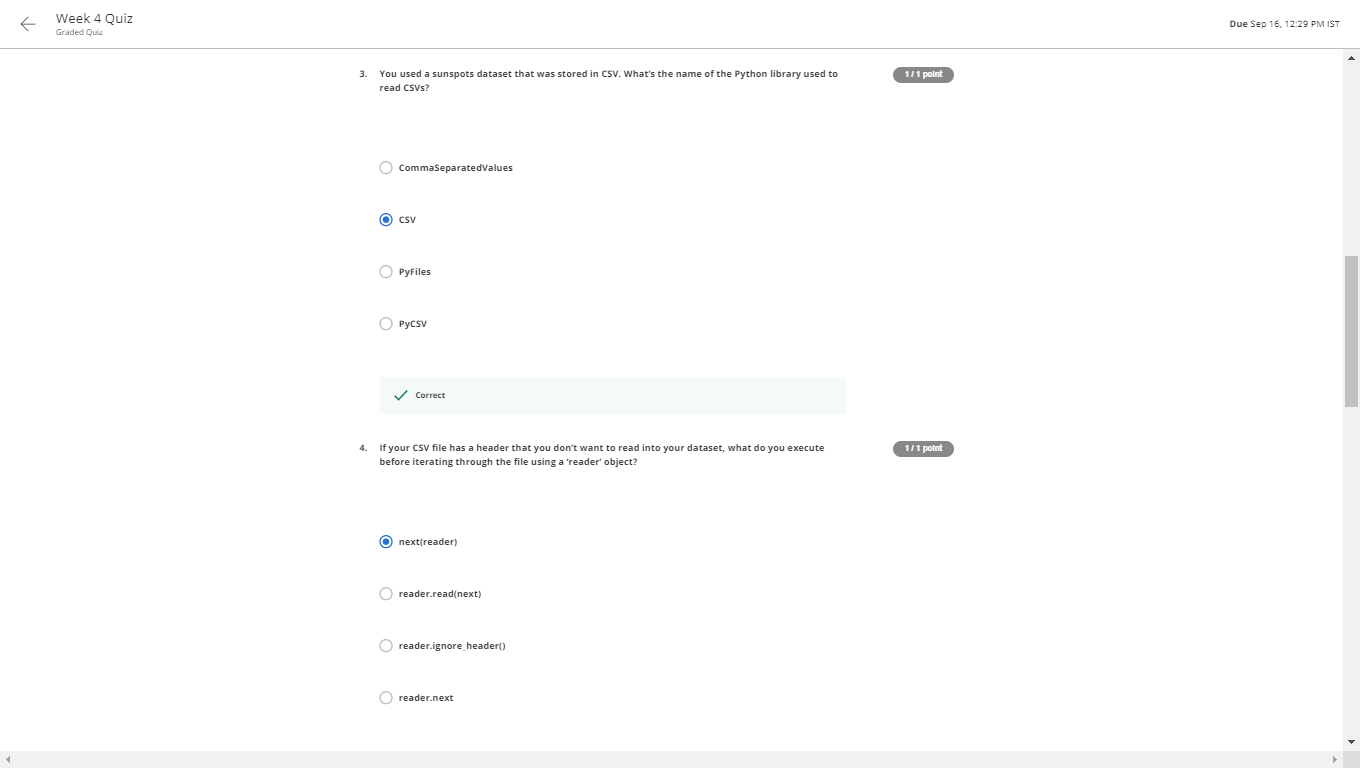 Week 4 Quiz
Graded Quiz
Due Sep 16, 12:29 PM IST
3. You used a sunspots dataset that was stored in CSV. What's the name of the Python library used to
read CSVs?
1 / 1 point
CommaSeparatedValues
CSV
PyFiles
PyCSV
Correct
4. If your CSV file has a header that you don't want to read into your dataset, what do you execute
before iterating through the file using a 'reader' object?
1 / 1 point
next(reader)
reader.read(next)
reader.ignore_header()
reader.next